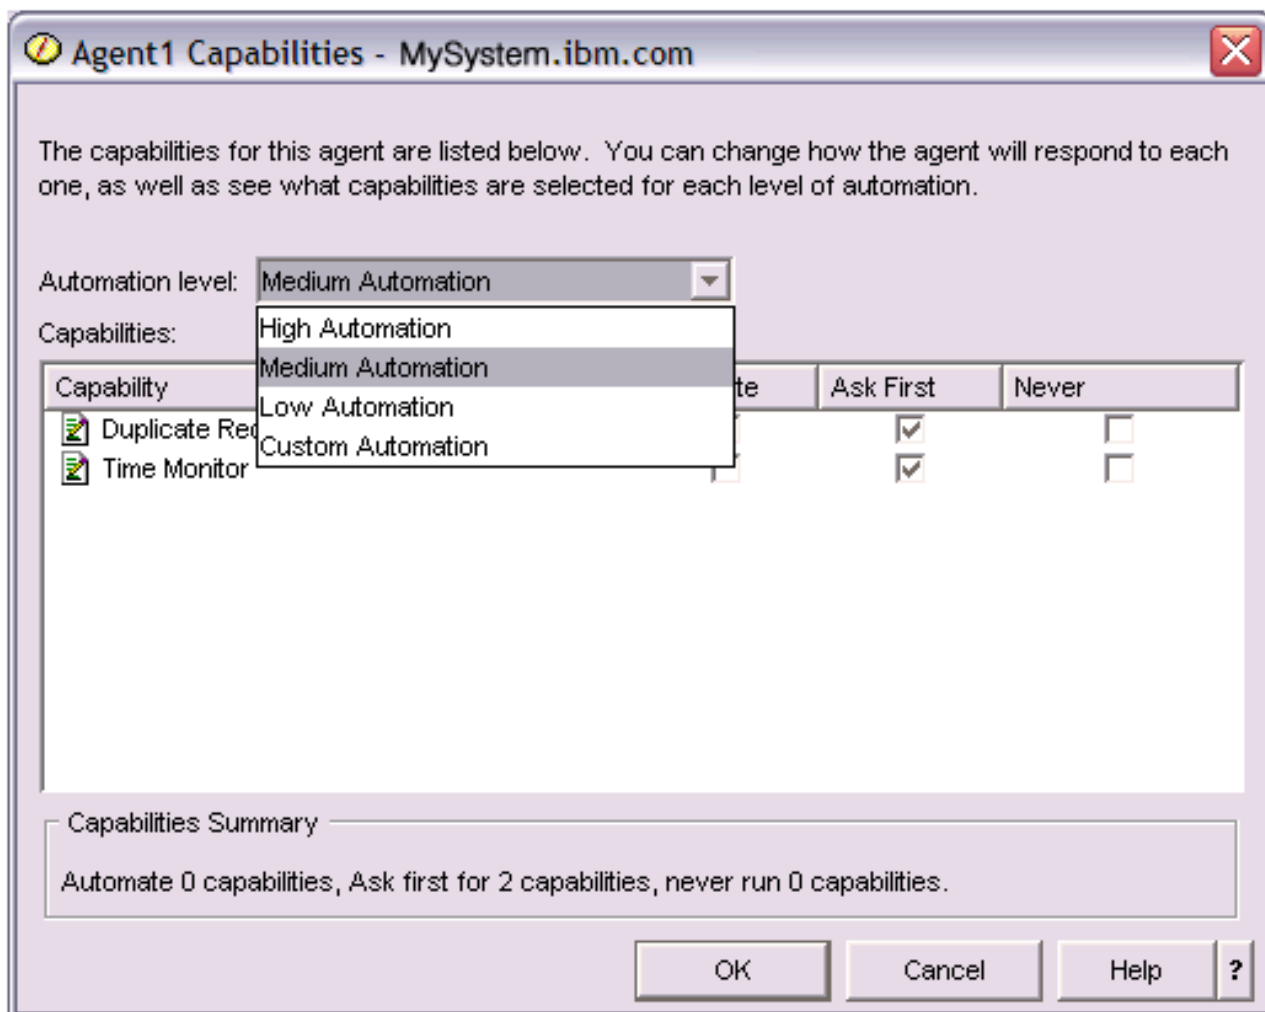 Agent1 Capabilities - MySystem.ibm.com
The capabilities for this agent are listed below. You can change how the agent will respond to each
one, as well as see what capabilities are selected for each level of automation.
Automation level: Medium Automation
High Automation
Medium Automation
Low Automation
Custom Automation
Capabilities:
Capability te Ask First Never
Duplicate Rec
Time Monitor
Capabilities Summary
Automate 0 capabilities, Ask first for 2 capabilities, never run 0 capabilities.
OK Cancel Help ?